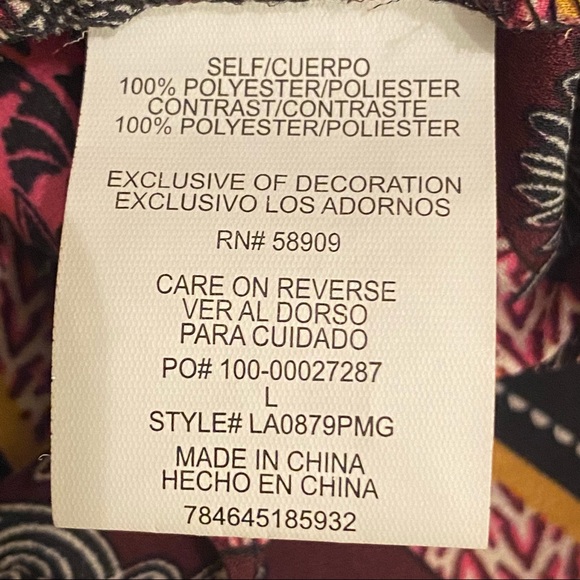 SELF/CUERPO
100% POLYESTER/POLIESTER
CONTRAST/CONTRASTE
100% POLYESTER/POLIESTER
EXCLUSIVE OF DECORATION
EXCLUSIVO LOS ADORNOS
RN# 58909
CARE ON REVERSE
VER AL DORSO
PARA CUIDADO
PO# 100-00027287
L
STYLE# LA0879PMG
MADE IN CHINA
HECHO EN CHINA
784645185932